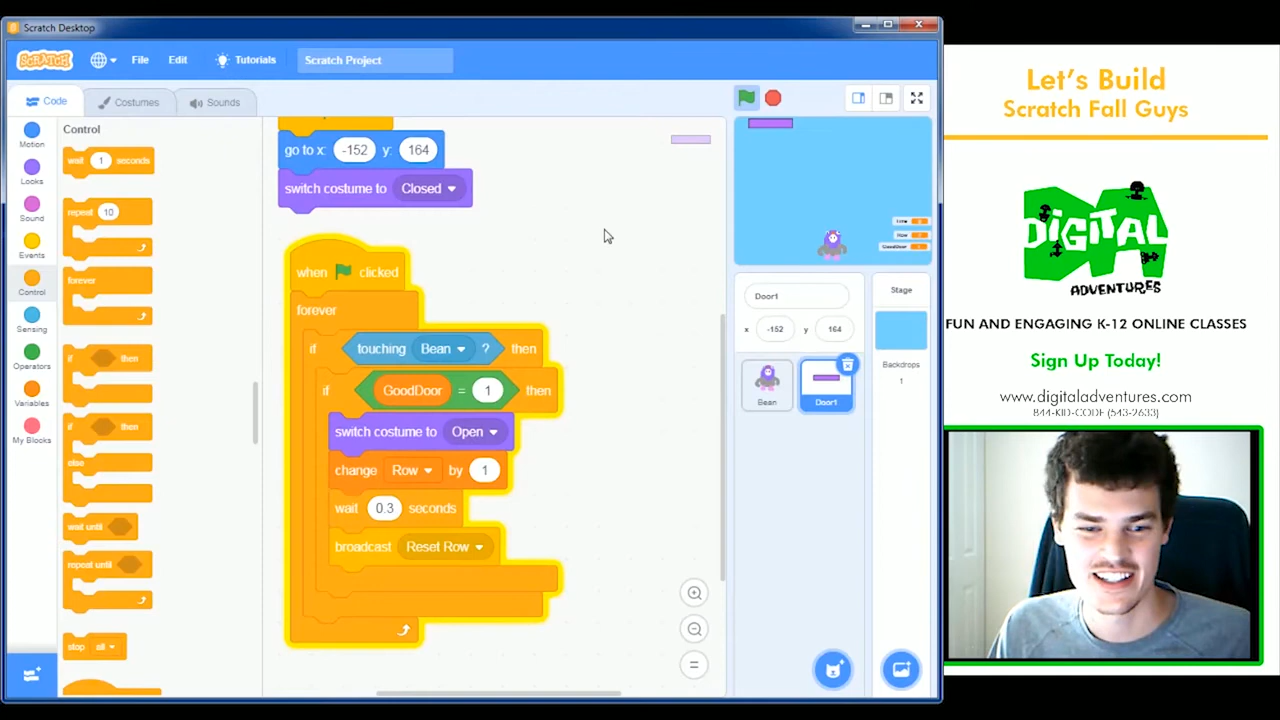 Scratch Desktop
SCRATCH
File
Edit
Tutorials
Scratch Project
Code
Costumes
Sounds
Motion
Looks
Sound
Events
Control
Sensing
Operators
Variables
My Blocks
Control
wait 1 seconds
repeat 10
forever
if then
if then
else
wait until
repeat until
stop all
go to x: -152 y: 164
switch costume to Closed
when clicked
forever
if touching Bean ? then
if GoodDoor = 1 then
switch costume to Open
change Row by 1
wait 0.3 seconds
broadcast Reset Row
Row
GoodDoor
Door1
x -152 y 164
Bean
Door1
Stage
Backdrops
1
Let's Build
Scratch Fall Guys
DIGITAL
ADVENTURES
FUN AND ENGAGING K-12 ONLINE CLASSES
Sign Up Today!
www.digitaladventures.com
844-KID-CODE (543-2633)